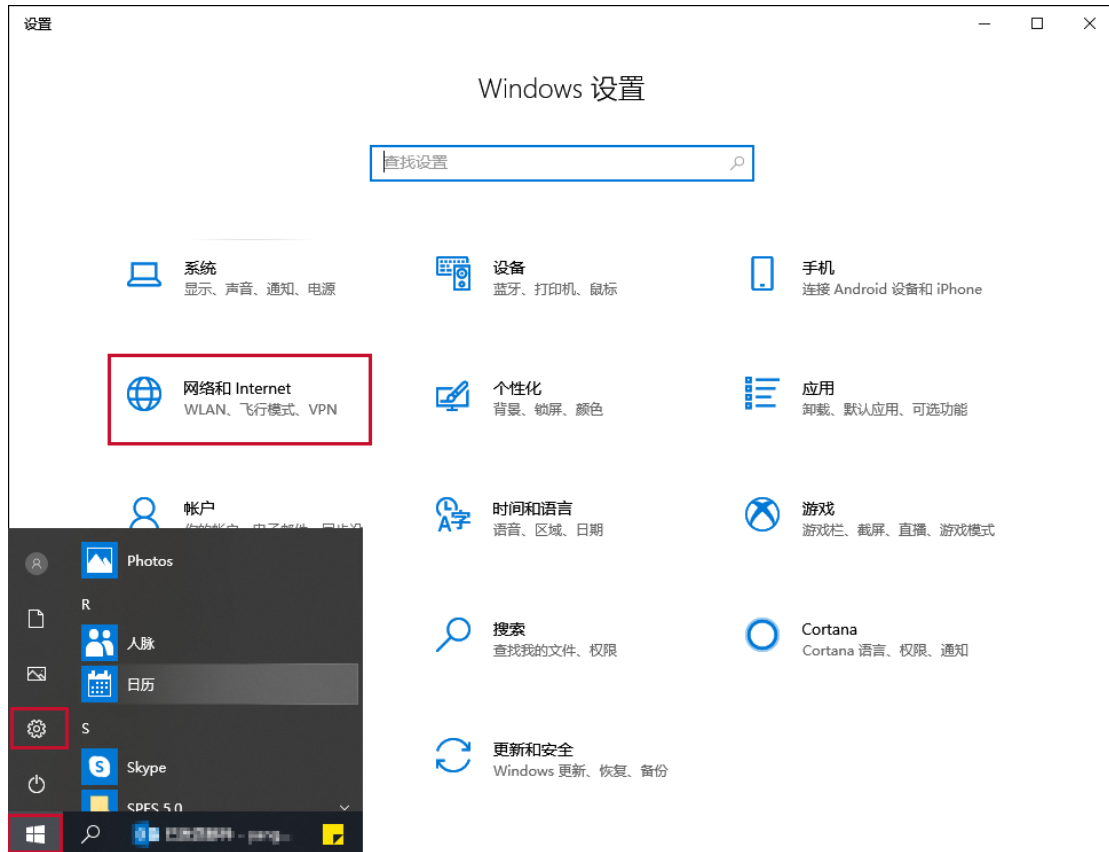 设置
Windows 设置
查找设置
系统
显示、声音、通知、电源
设备
蓝牙、打印机、鼠标
手机
连接 Android 设备和 iPhone
网络和 Internet
WLAN、飞行模式、VPN
个性化
背景、锁屏、颜色
应用
卸载、默认应用、可选功能
帐户
时间和语言
语音、区域、日期
游戏
游戏栏、截屏、直播、游戏模式
搜索
查找我的文件、权限
Cortana
Cortana 语言、权限、通知
更新和安全
Windows 更新、恢复、备份
Photos
R
人脉
日历
S
Skype
SPES 5.0